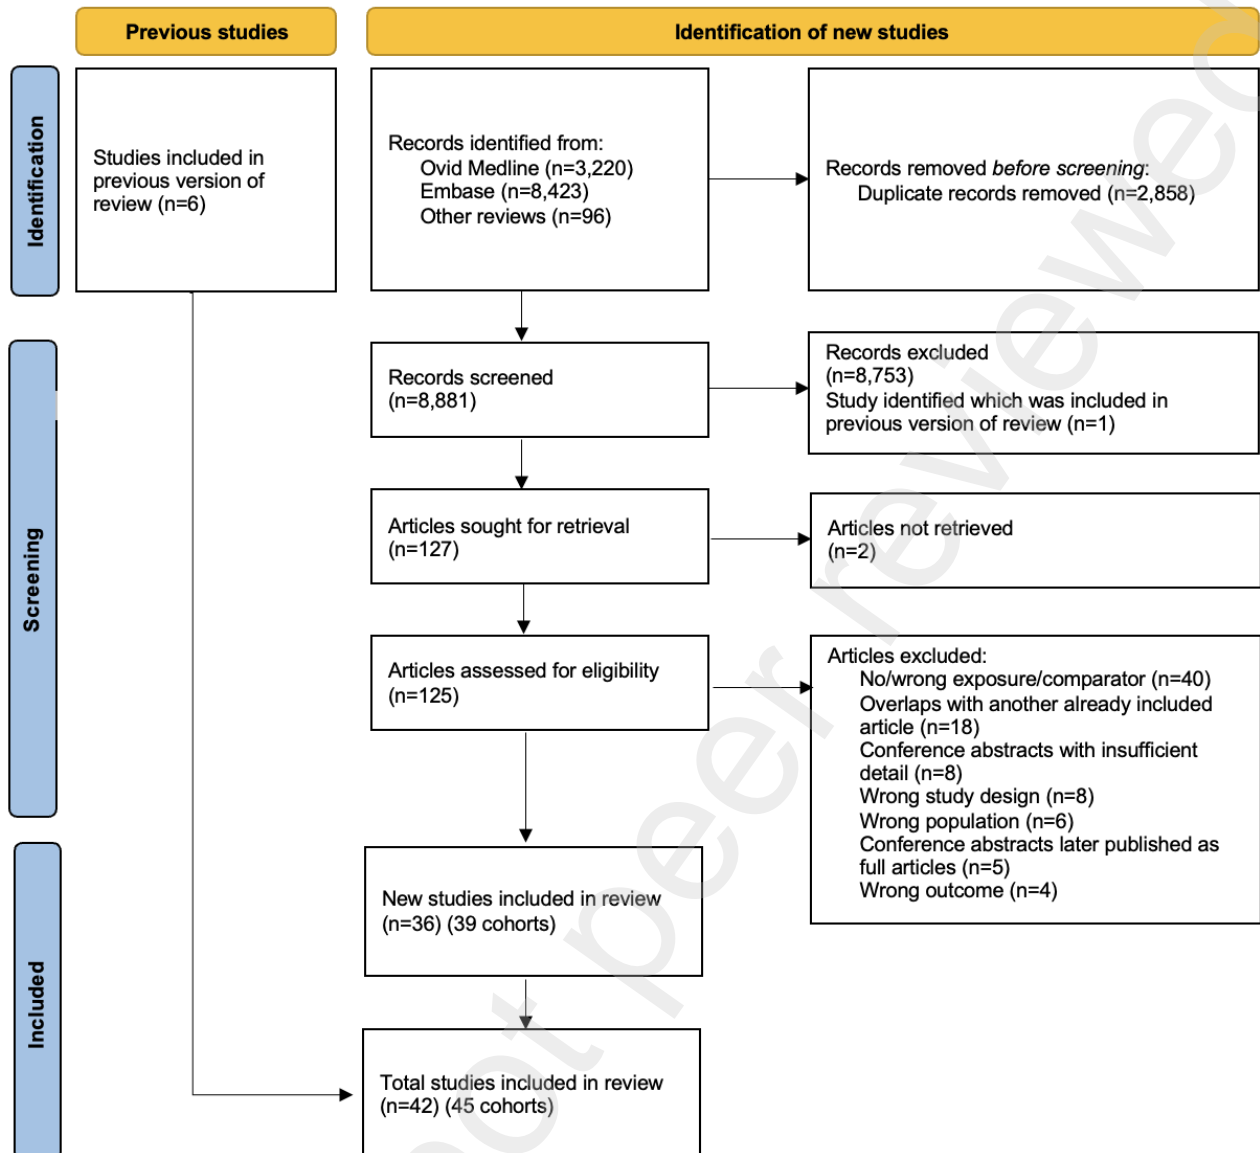 Previous studies
Identification of new studies
Identification
Studies included in
previous version of
review (n=6)
Records identified from:
Ovid Medline (n=3,220)
Embase (n=8,423)
Other reviews (n=96)
Records removed before screening:
Duplicate records removed (n=2,858)
Screening
Records screened
(n=8,881)
Records excluded
(n=8,753)
Study identified which was included in
previous version of review (n=1)
Articles sought for retrieval
(n=127)
Articles not retrieved
(n=2)
Articles assessed for eligibility
(n=125)
Articles excluded:
No/wrong exposure/comparator (n=40)
Overlaps with another already included
article (n=18)
Conference abstracts with insufficient
detail (n=8)
Wrong study design (n=8)
Wrong population (n=6)
Conference abstracts later published as
full articles (n=5)
Wrong outcome (n=4)
Included
New studies included in review
(n=36) (39 cohorts)
Total studies included in review
(n=42) (45 cohorts)
not peer reviewed